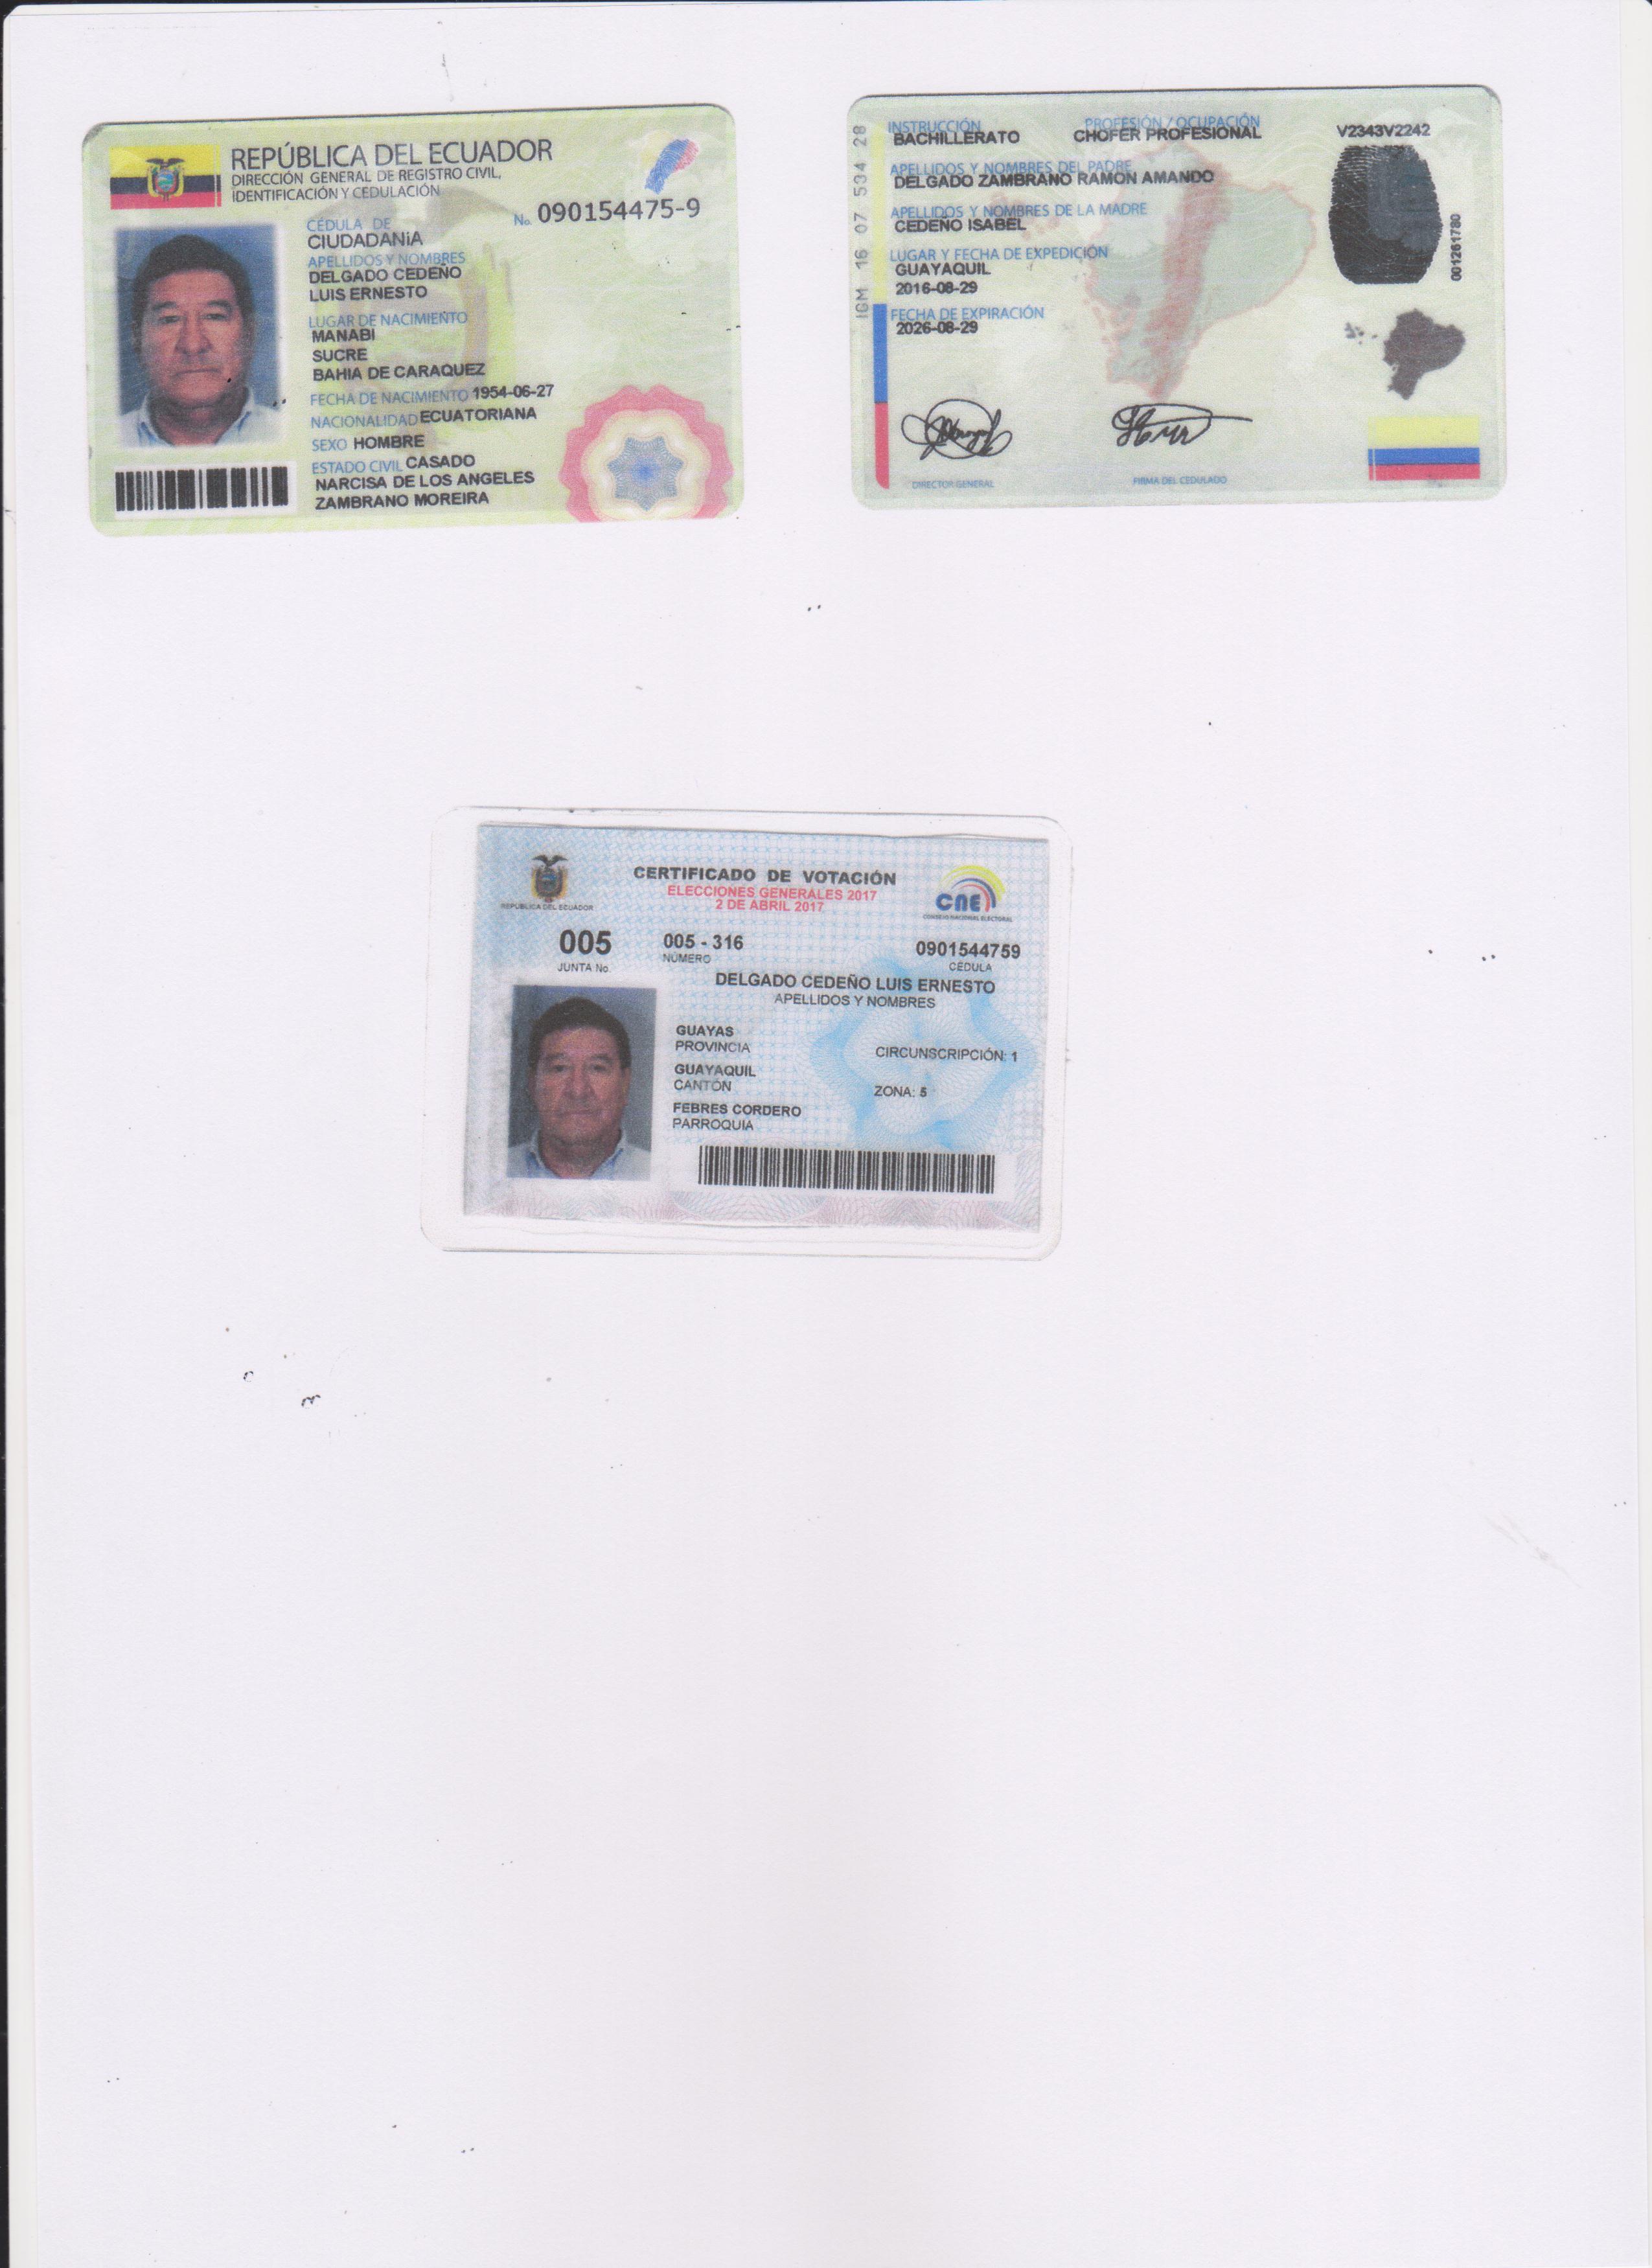 REPÚBLICA DEL ECUADOR
DIRECCIÓN GENERAL DE REGISTRO CIVIL,
IDENTIFICACIÓN Y CEDULACIÓN
CÉDULA DE
CIUDADANíA
No. 090154475-9
APELLIDOS Y NOMBRES
DELGADO CEDEÑO
LUIS ERNESTO
LUGAR DE NACIMIENTO
MANABI
SUCRE
BAHIA DE CARAQUEZ
FECHA DE NACIMIENTO 1954-06-27
NACIONALIDAD ECUATORIANA
SEXO HOMBRE
ESTADO CIVIL CASADO
NARCISA DE LOS ANGELES
ZAMBRANO MOREIRA
INSTRUCCIÓN
BACHILLERATO
PROFESIÓN / OCUPACIÓN
CHOFER PROFESIONAL
V2343V2242
APELLIDOS Y NOMBRES DEL PADRE
DELGADO ZAMBRANO RAMON AMANDO
APELLIDOS Y NOMBRES DE LA MADRE
CEDEÑO ISABEL
LUGAR Y FECHA DE EXPEDICIÓN
GUAYAQUIL
2016-08-29
FECHA DE EXPIRACIÓN
2026-08-29
IGM 16 07 534 28
001261780
DIRECTOR GENERAL
FIRMA DEL CEDULADO
REPÚBLICA DEL ECUADOR
CERTIFICADO DE VOTACIÓN
ELECCIONES GENERALES 2017
2 DE ABRIL 2017
CNE
CONSEJO NACIONAL ELECTORAL
005
JUNTA No.
005 - 316
NÚMERO
0901544759
CÉDULA
DELGADO CEDEÑO LUIS ERNESTO
APELLIDOS Y NOMBRES
GUAYAS
PROVINCIA
CIRCUNSCRIPCIÓN: 1
GUAYAQUIL
CANTÓN
ZONA: 5
FEBRES CORDERO
PARROQUIA